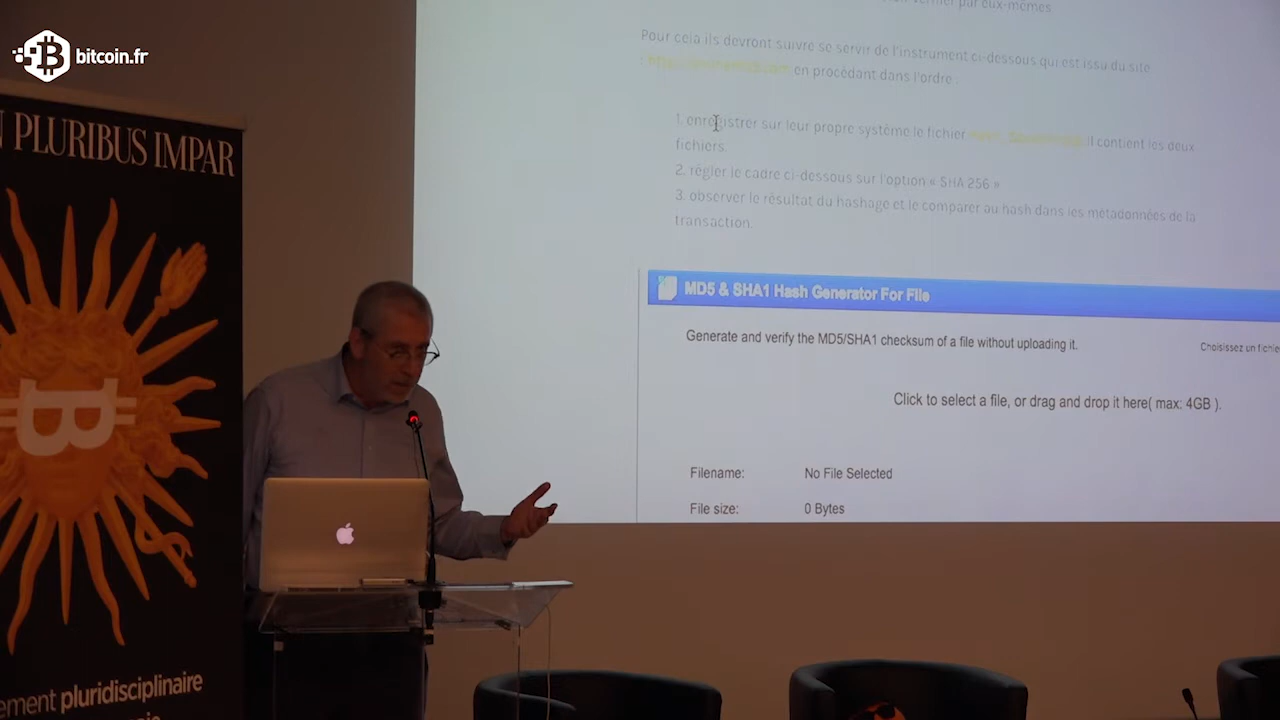 bitcoin.fr
N PLURIBUS IMPAR
ement pluridisciplinaire
vérifier par eux-mêmes
Pour cela ils devront suivre se servir de l'instrument ci-dessous qui est issu du site
: en procédant dans l'ordre :
1. enregistrer sur leur propre système le fichier il contient les deux
fichiers.
2. régler le cadre ci-dessous sur l'option « SHA 256 »
3. observer le résultat du hashage et le comparer au hash dans les métadonnées de la
transaction.
MD5 & SHA1 Hash Generator For File
Generate and verify the MD5/SHA1 checksum of a file without uploading it.
Choisissez un fichie
Click to select a file, or drag and drop it here( max: 4GB ).
Filename: No File Selected
File size: 0 Bytes